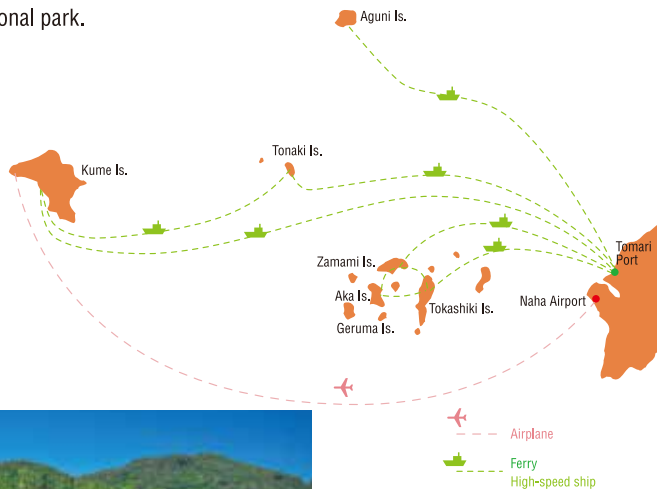 onal park.
Aguni Is.
Tonaki Is.
Kume Is.
Zamami Is.
Tomari
Port
Aka Is.
Naha Airport
Tokashiki Is.
Geruma Is.
Airplane
Ferry
High-speed ship